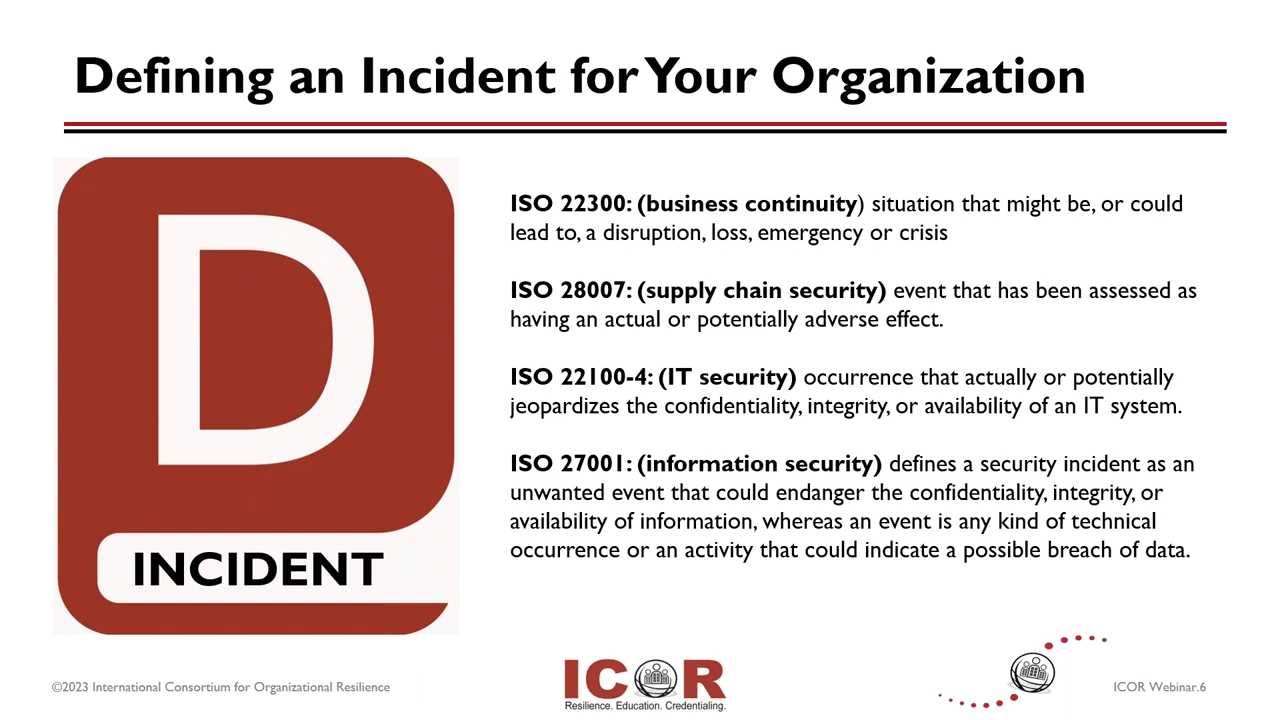 Defining an Incident for Your Organization
D
INCIDENT
ISO 22300: (business continuity) situation that might be, or could
lead to, a disruption, loss, emergency or crisis
ISO 28007: (supply chain security) event that has been assessed as
having an actual or potentially adverse effect.
ISO 22100-4: (IT security) occurrence that actually or potentially
jeopardizes the confidentiality, integrity, or availability of an IT system.
ISO 27001: (information security) defines a security incident as an
unwanted event that could endanger the confidentiality, integrity, or
availability of information, whereas an event is any kind of technical
occurrence or an activity that could indicate a possible breach of data.
©2023 International Consortium for Organizational Resilience
ICOR
Resilience. Education. Credentialing.
ICOR Webinar.6